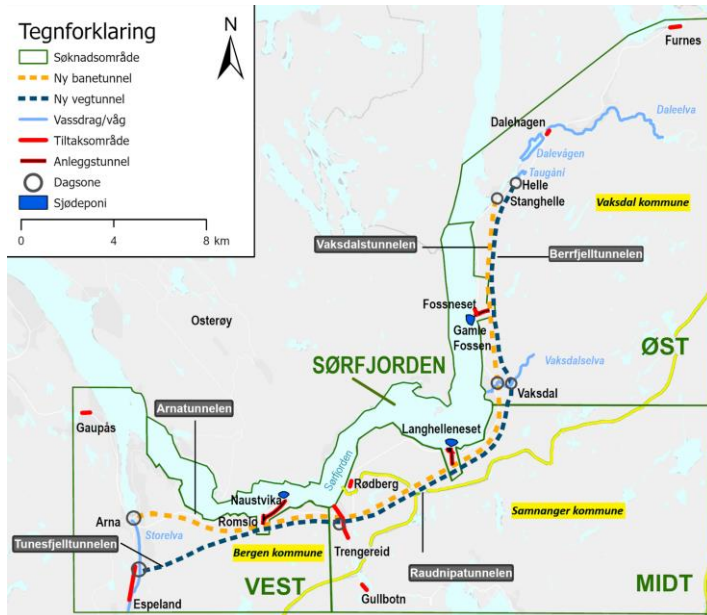 Tegnforklaring
N
Søknadsområde
Ny banetunnel
Ny vegtunnel
Vassdrag/våg
Tiltaksområde
Anleggstunnel
Dagsone
Sjødeponi
0 4 8 km
Furnes
Dalehagen
Daleelva
Dalevågen
Taugåni
Helle
Stanghelle
Vaksdal kommune
Vaksdalstunnelen
Berrfjelltunnelen
Fossneset
Gamle
Fossen
Osterøy
SØRFJORDEN
ØST
Vaksdalselva
Vaksdal
Arnatunnelen
Langhelleneset
Gaupås
Sørfjorden
Rødberg
Naustvika
Samnanger kommune
Arna
Romslo
Storelva
Tunesfjelltunnelen
Bergen kommune
Trengereid
Raudnipatunnelen
VEST
MIDT
Gullbotn
Espeland